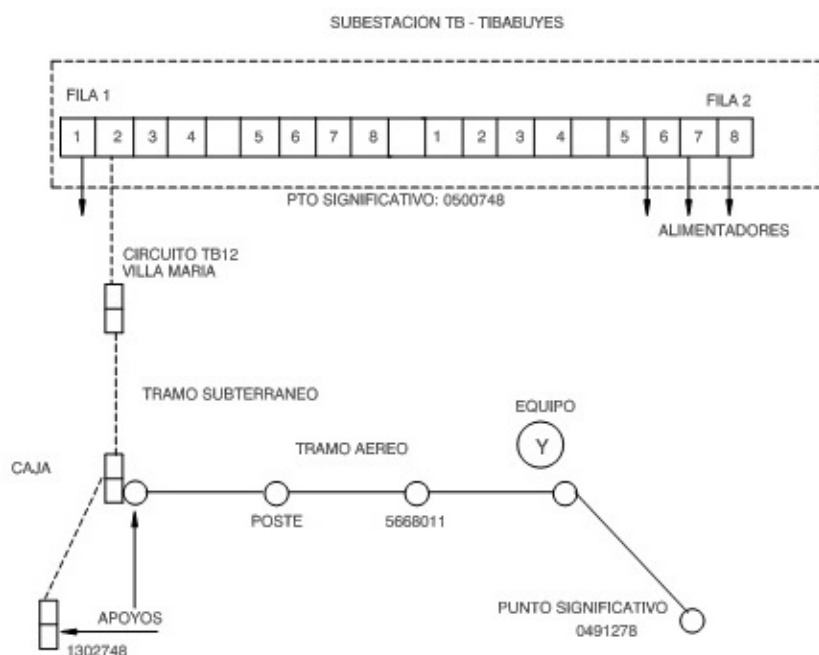 SUBESTACION TB - TIBABUYES
FILA 1
FILA 2
1 2 3 4 5 6 7 8 1 2 3 4 5 6 7 8
PTO SIGNIFICATIVO: 0500748
ALIMENTADORES
CIRCUITO TB12
VILLA MARIA
TRAMO SUBTERRANEO
EQUIPO
Y
TRAMO AEREO
CAJA
POSTE
5668011
APOYOS
1302748
PUNTO SIGNIFICATIVO
0491278